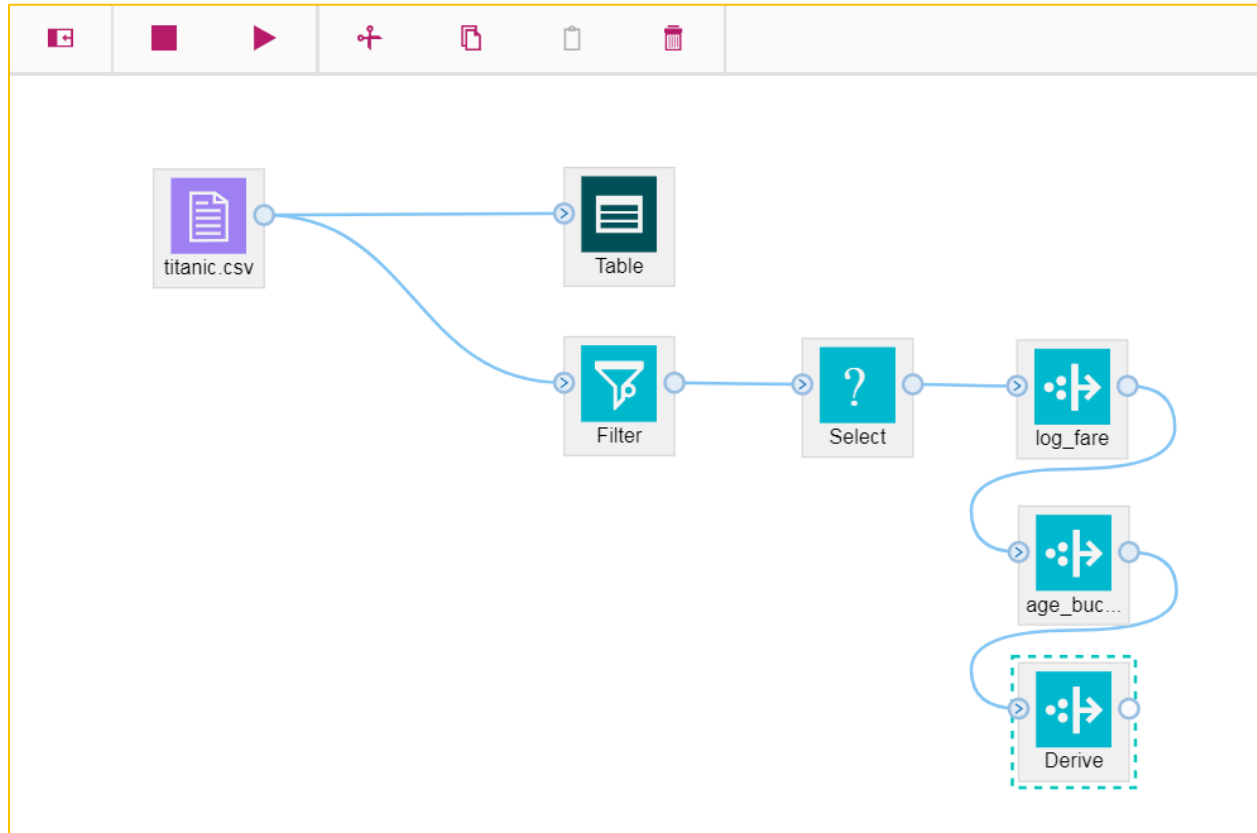 titanic.csv
Table
Filter
?
Select
log_fare
age_buc...
Derive